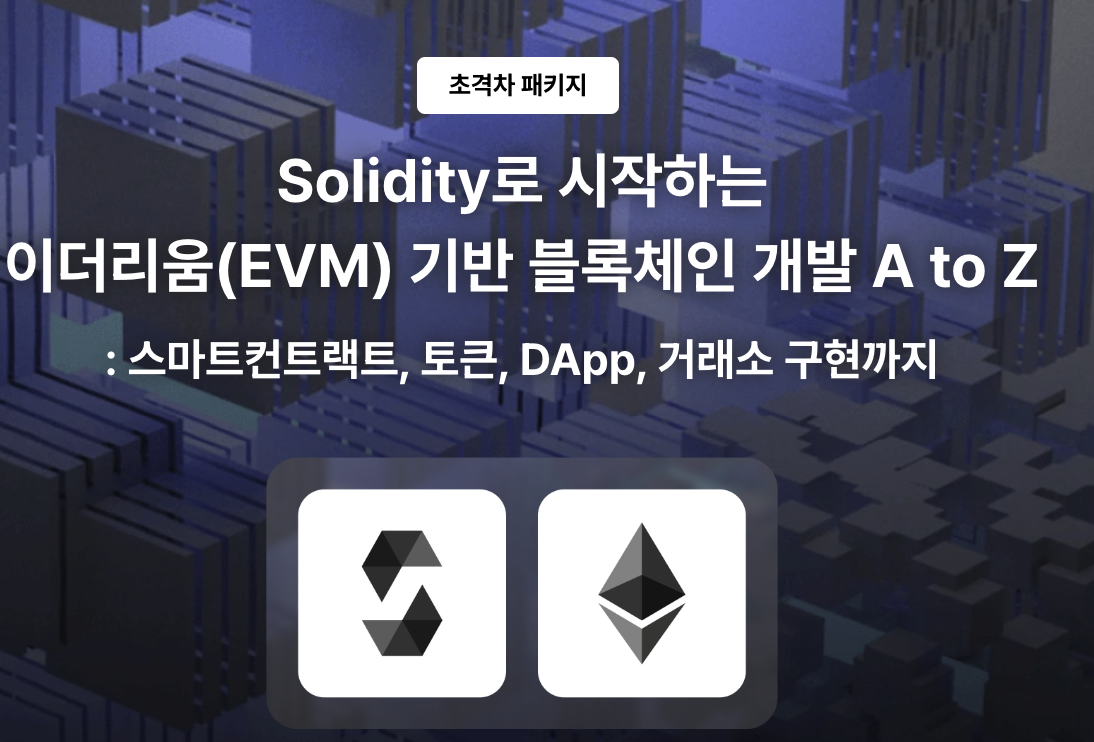 초격차 패키지
Solidity로 시작하는
이더리움(EVM) 기반 블록체인 개발 A to Z
: 스마트컨트랙트, 토큰, DApp, 거래소 구현까지